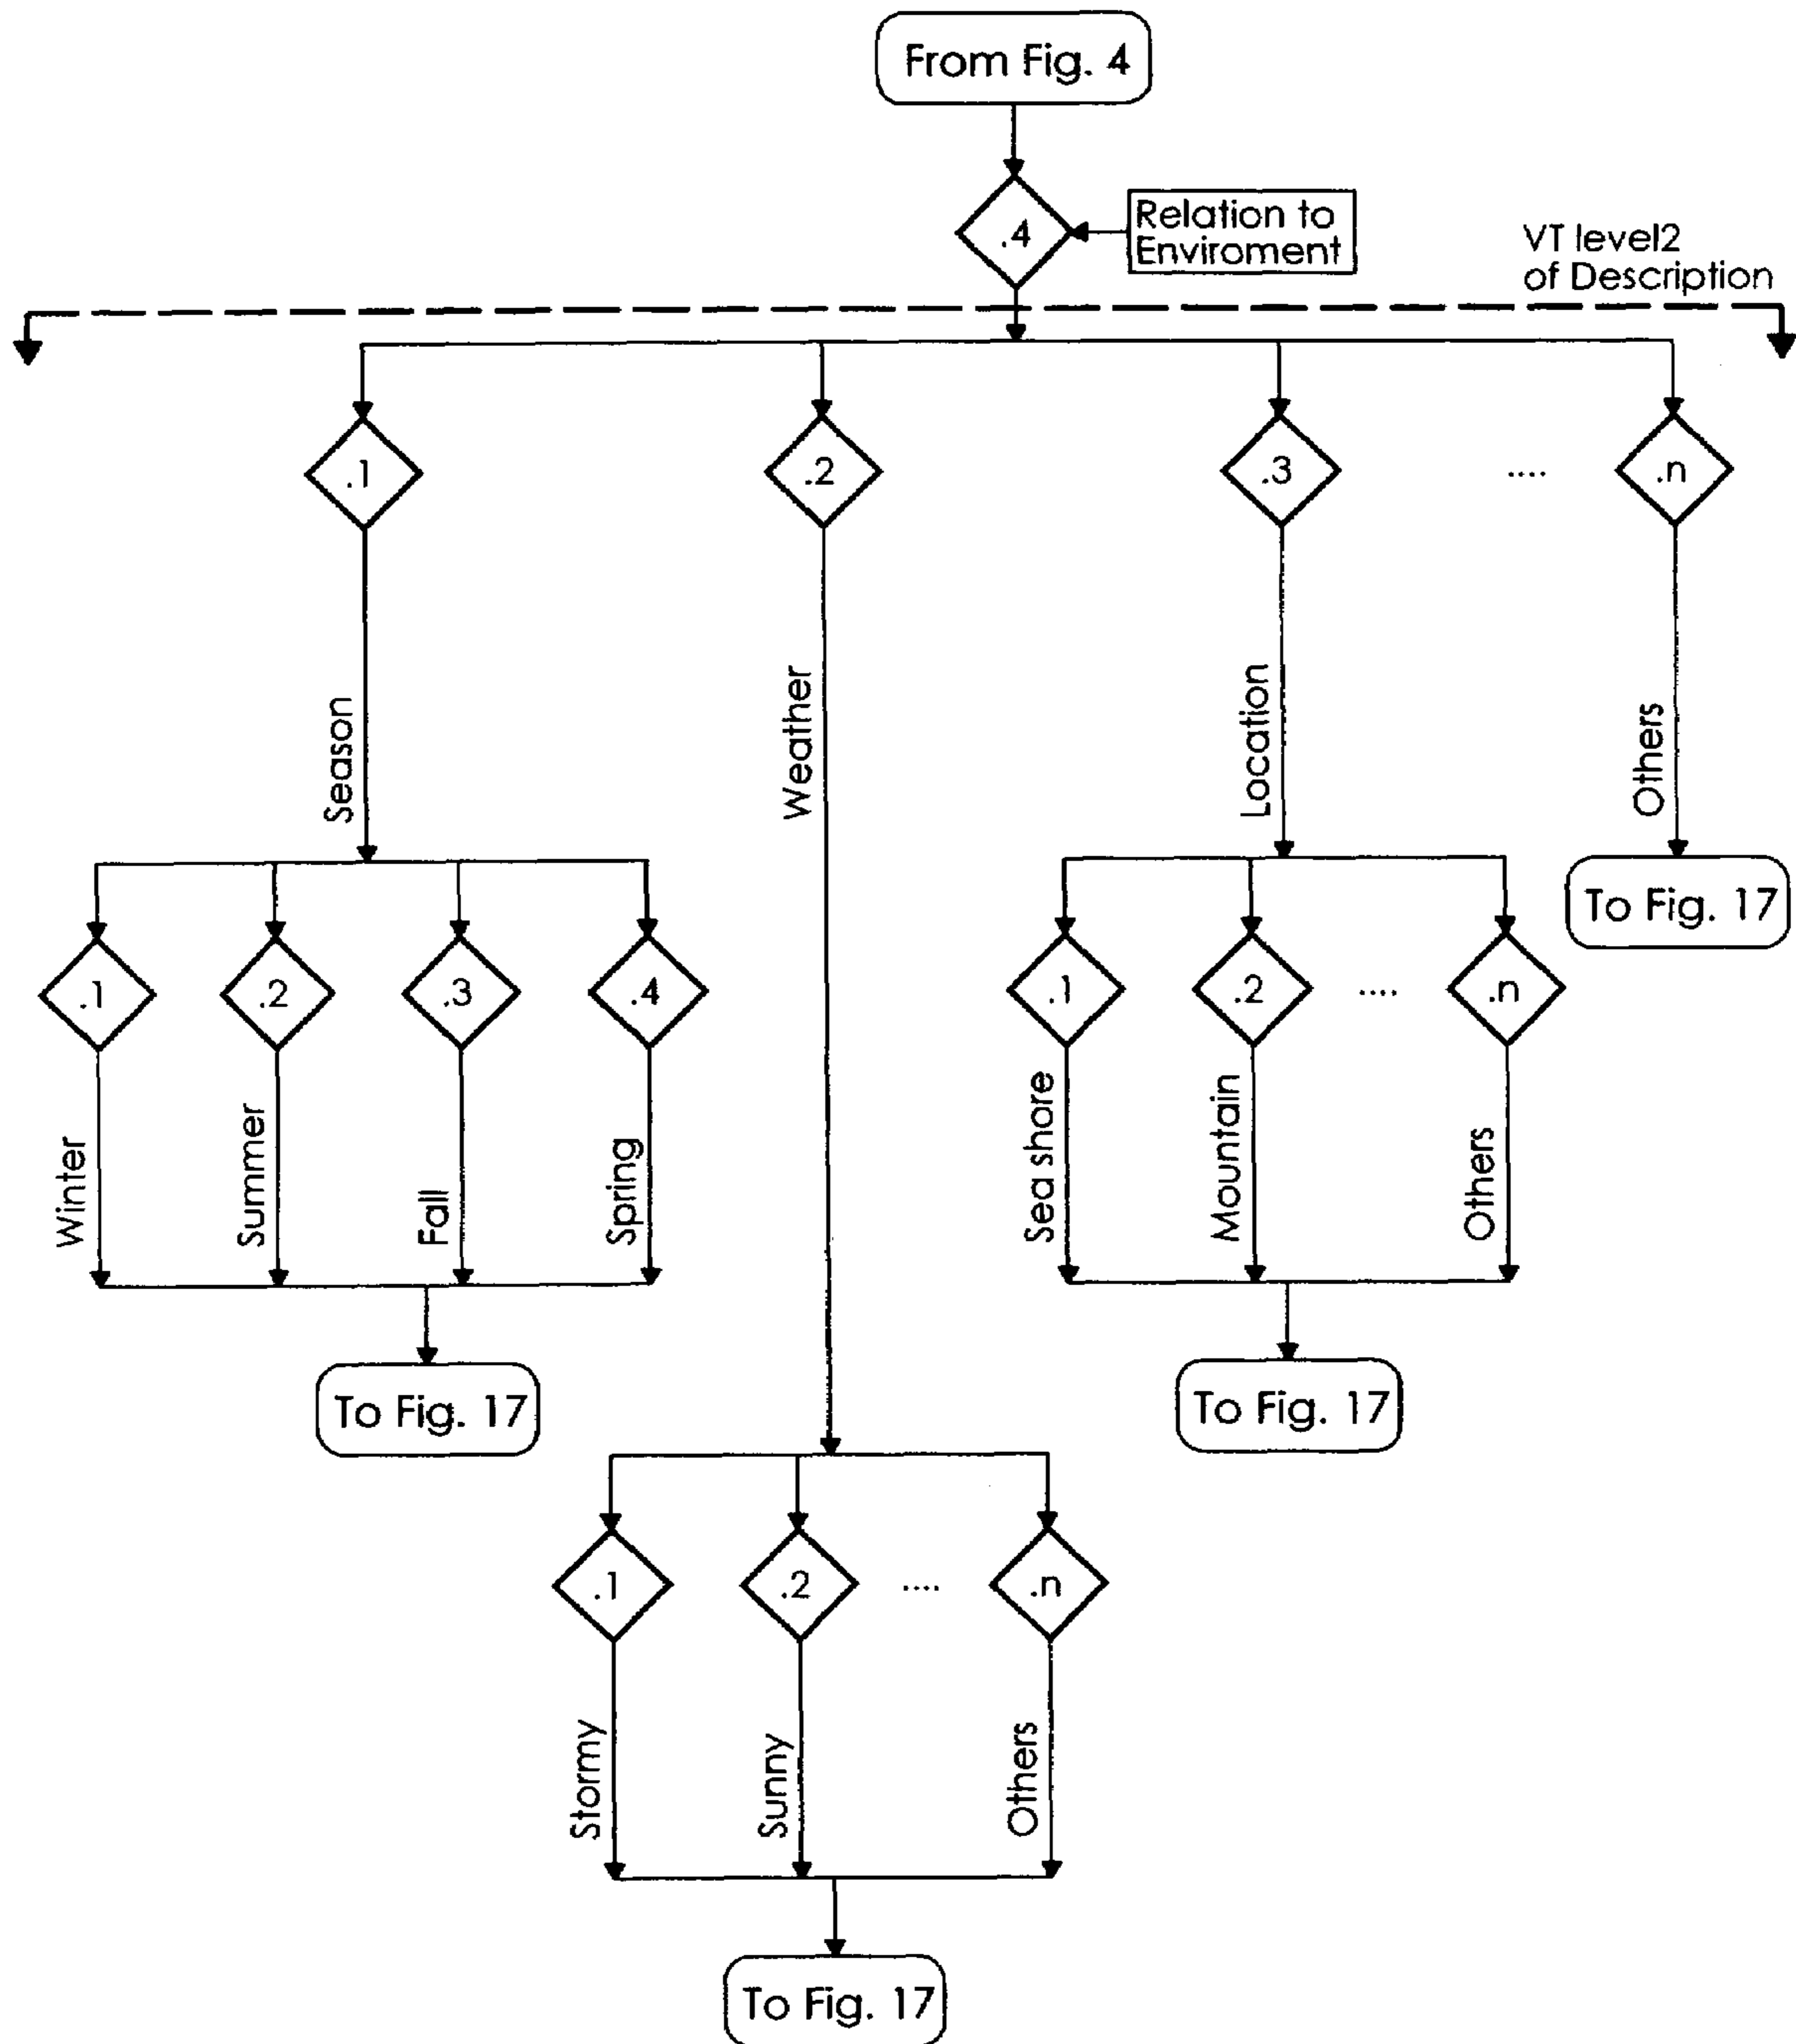 From Fig. 4
.4
Relation to
Enviroment
VT level2
of Description
.1
.2
.3
....
.n
Season
Weather
Location
Others
To Fig. 17
.1
.2
.3
.4
.1
.2
....
.n
Winter
Summer
Fall
Spring
Sea shore
Mountain
Others
To Fig. 17
To Fig. 17
.1
.2
....
.n
Stormy
Sunny
Others
To Fig. 17